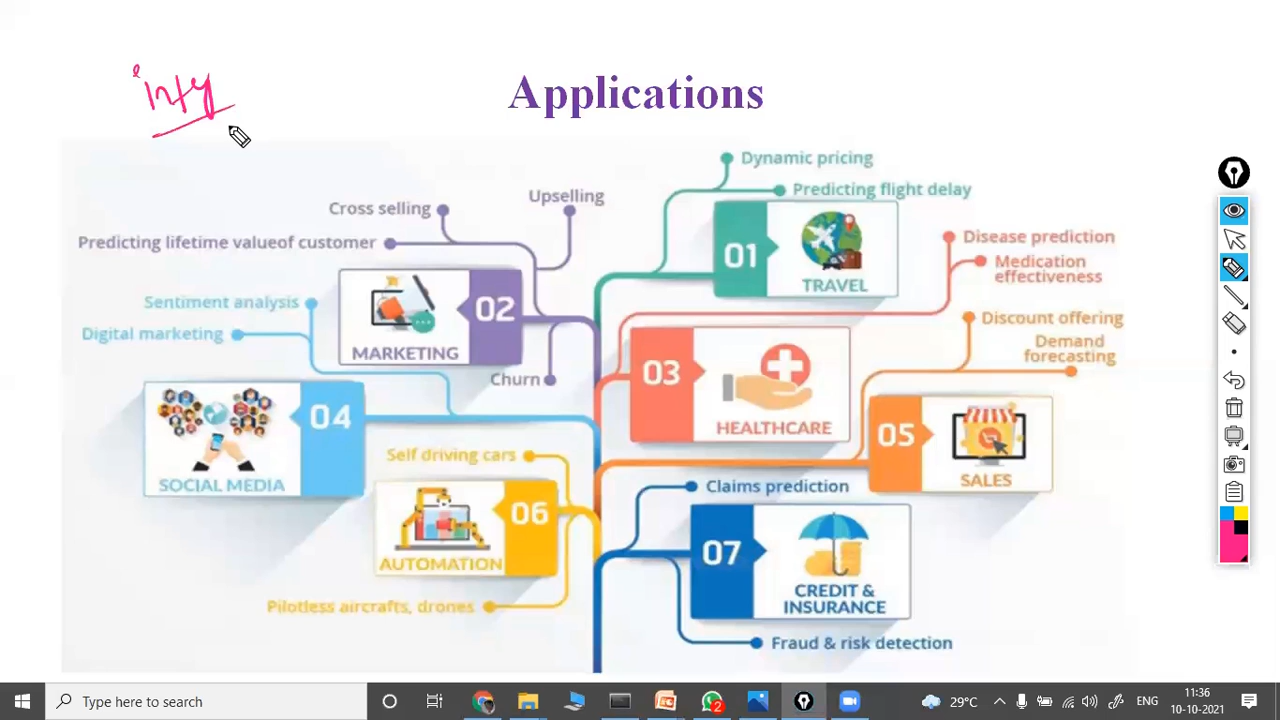 Applications
Dynamic pricing
Predicting flight delay
01
TRAVEL
Upselling
Cross selling
Predicting lifetime valueof customer
02
MARKETING
Churn
Disease prediction
Medication
effectiveness
03
HEALTHCARE
Sentiment analysis
Digital marketing
04
SOCIAL MEDIA
Discount offering
Demand
forecasting
05
SALES
Self driving cars
06
AUTOMATION
Pilotless aircrafts, drones
Claims prediction
07
CREDIT &
INSURANCE
Fraud & risk detection
Type here to search
2
29°C
ENG
11:36
10-10-2021